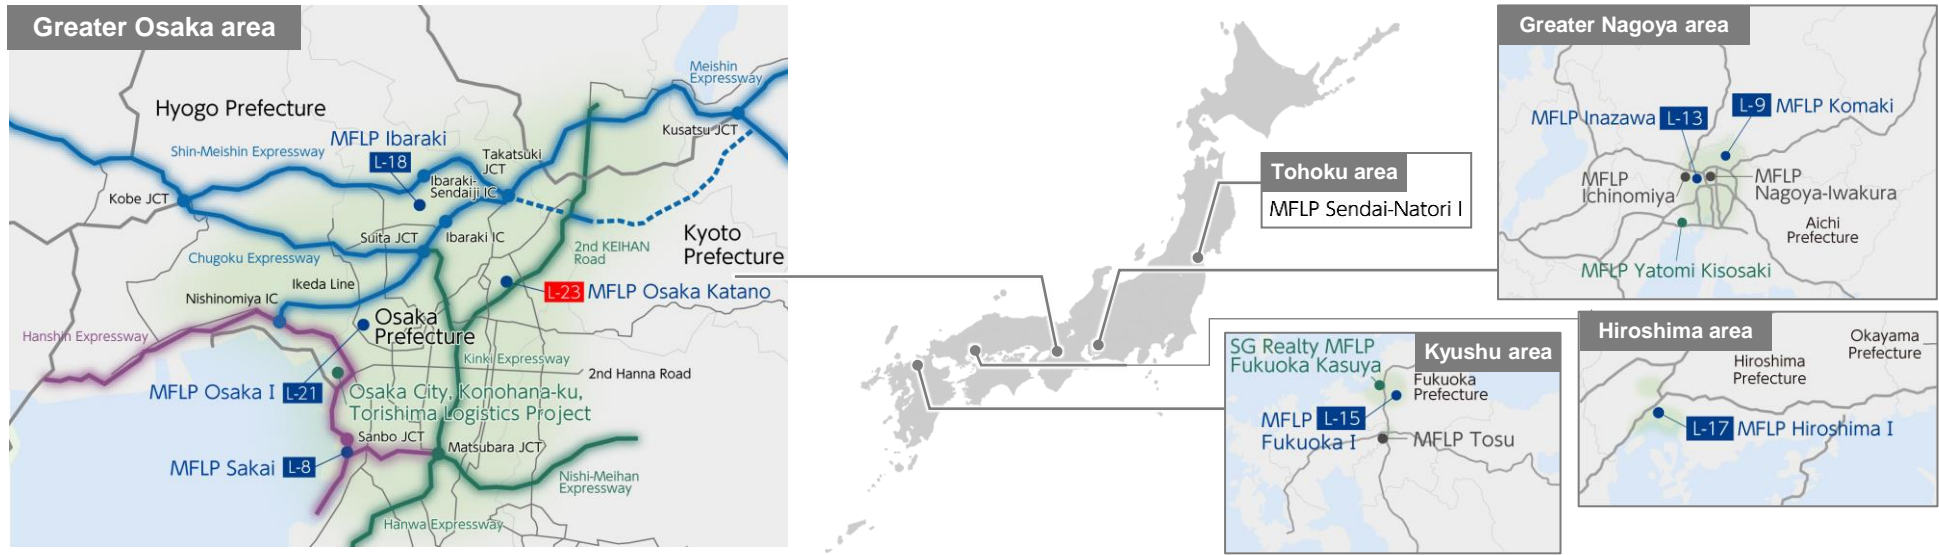 Greater Osaka area
Meishin
Expressway
Hyogo Prefecture
MFLP Ibaraki
L-18
Kusatsu JCT
Shin-Meishin Expressway
Takatsuki
JCT
Ibaraki-
Sendaiji IC
Kobe JCT
Suita JCT
Ibaraki IC
Kyoto
Prefecture
2nd KEIHAN
Road
Chugoku Expressway
Ikeda Line
Nishinomiya IC
L-23 MFLP Osaka Katano
Osaka
Prefecture
Hanshin Expressway
Kinki Expressway
2nd Hanna Road
MFLP Osaka I L-21
Osaka City, Konohana-ku,
Torishima Logistics Project
Sanbo JCT
Matsubara JCT
MFLP Sakai L-8
Nishi-Meihan
Expressway
Hanwa Expressway
Tohoku area
MFLP Sendai-Natori I
Greater Nagoya area
L-9 MFLP Komaki
MFLP Inazawa L-13
MFLP
Ichinomiya
MFLP
Nagoya-Iwakura
Aichi
Prefecture
MFLP Yatomi Kisosaki
Kyushu area
SG Realty MFLP
Fukuoka Kasuya
Fukuoka
Prefecture
MFLP L-15
Fukuoka I
MFLP Tosu
Hiroshima area
Okayama
Prefecture
Hiroshima
Prefecture
L-17 MFLP Hiroshima I